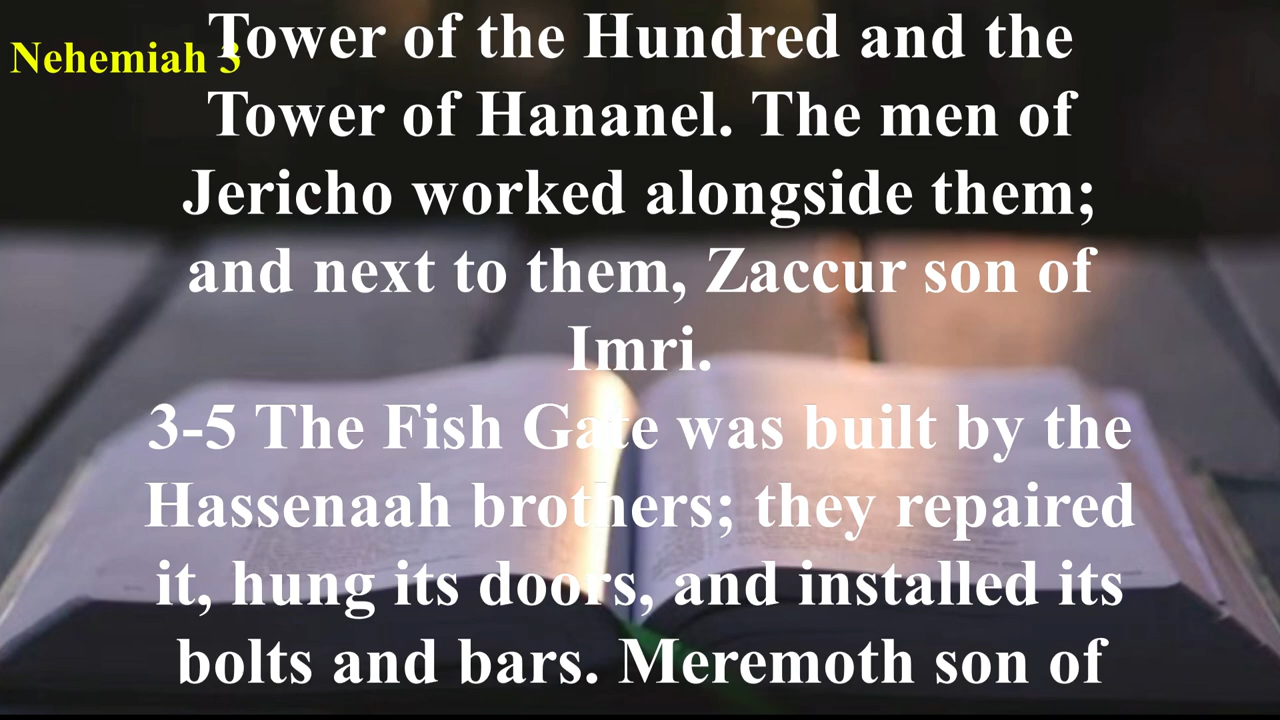 Nehemiah 3
Tower of the Hundred and the
Tower of Hananel. The men of
Jericho worked alongside them;
and next to them, Zaccur son of
Imri.
3-5 The Fish Gate was built by the
Hassenaah brothers; they repaired
it, hung its doors, and installed its
bolts and bars. Meremoth son of